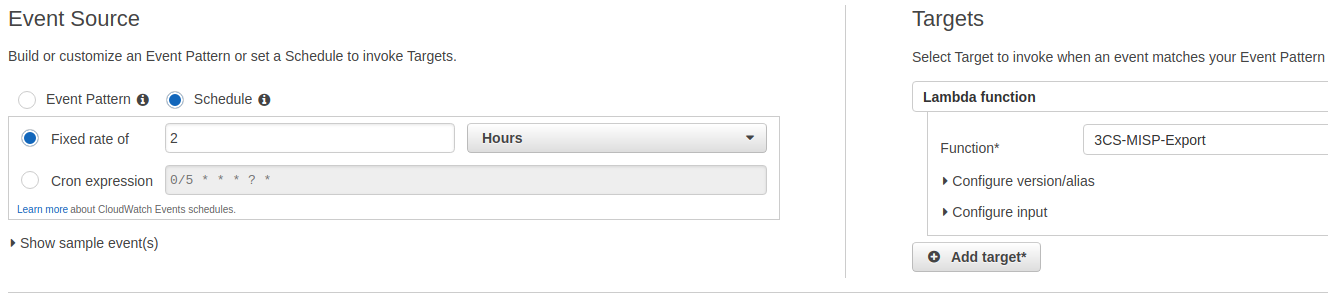 Event Source
Build or customize an Event Pattern or set a Schedule to invoke Targets.
Event Pattern
Schedule
Fixed rate of
2
Hours
Cron expression
0/5 * * * ? *
Learn more about CloudWatch Events schedules.
Show sample event(s)
Targets
Select Target to invoke when an event matches your Event Pattern
Lambda function
Function*
3CS-MISP-Export
Configure version/alias
Configure input
Add target*